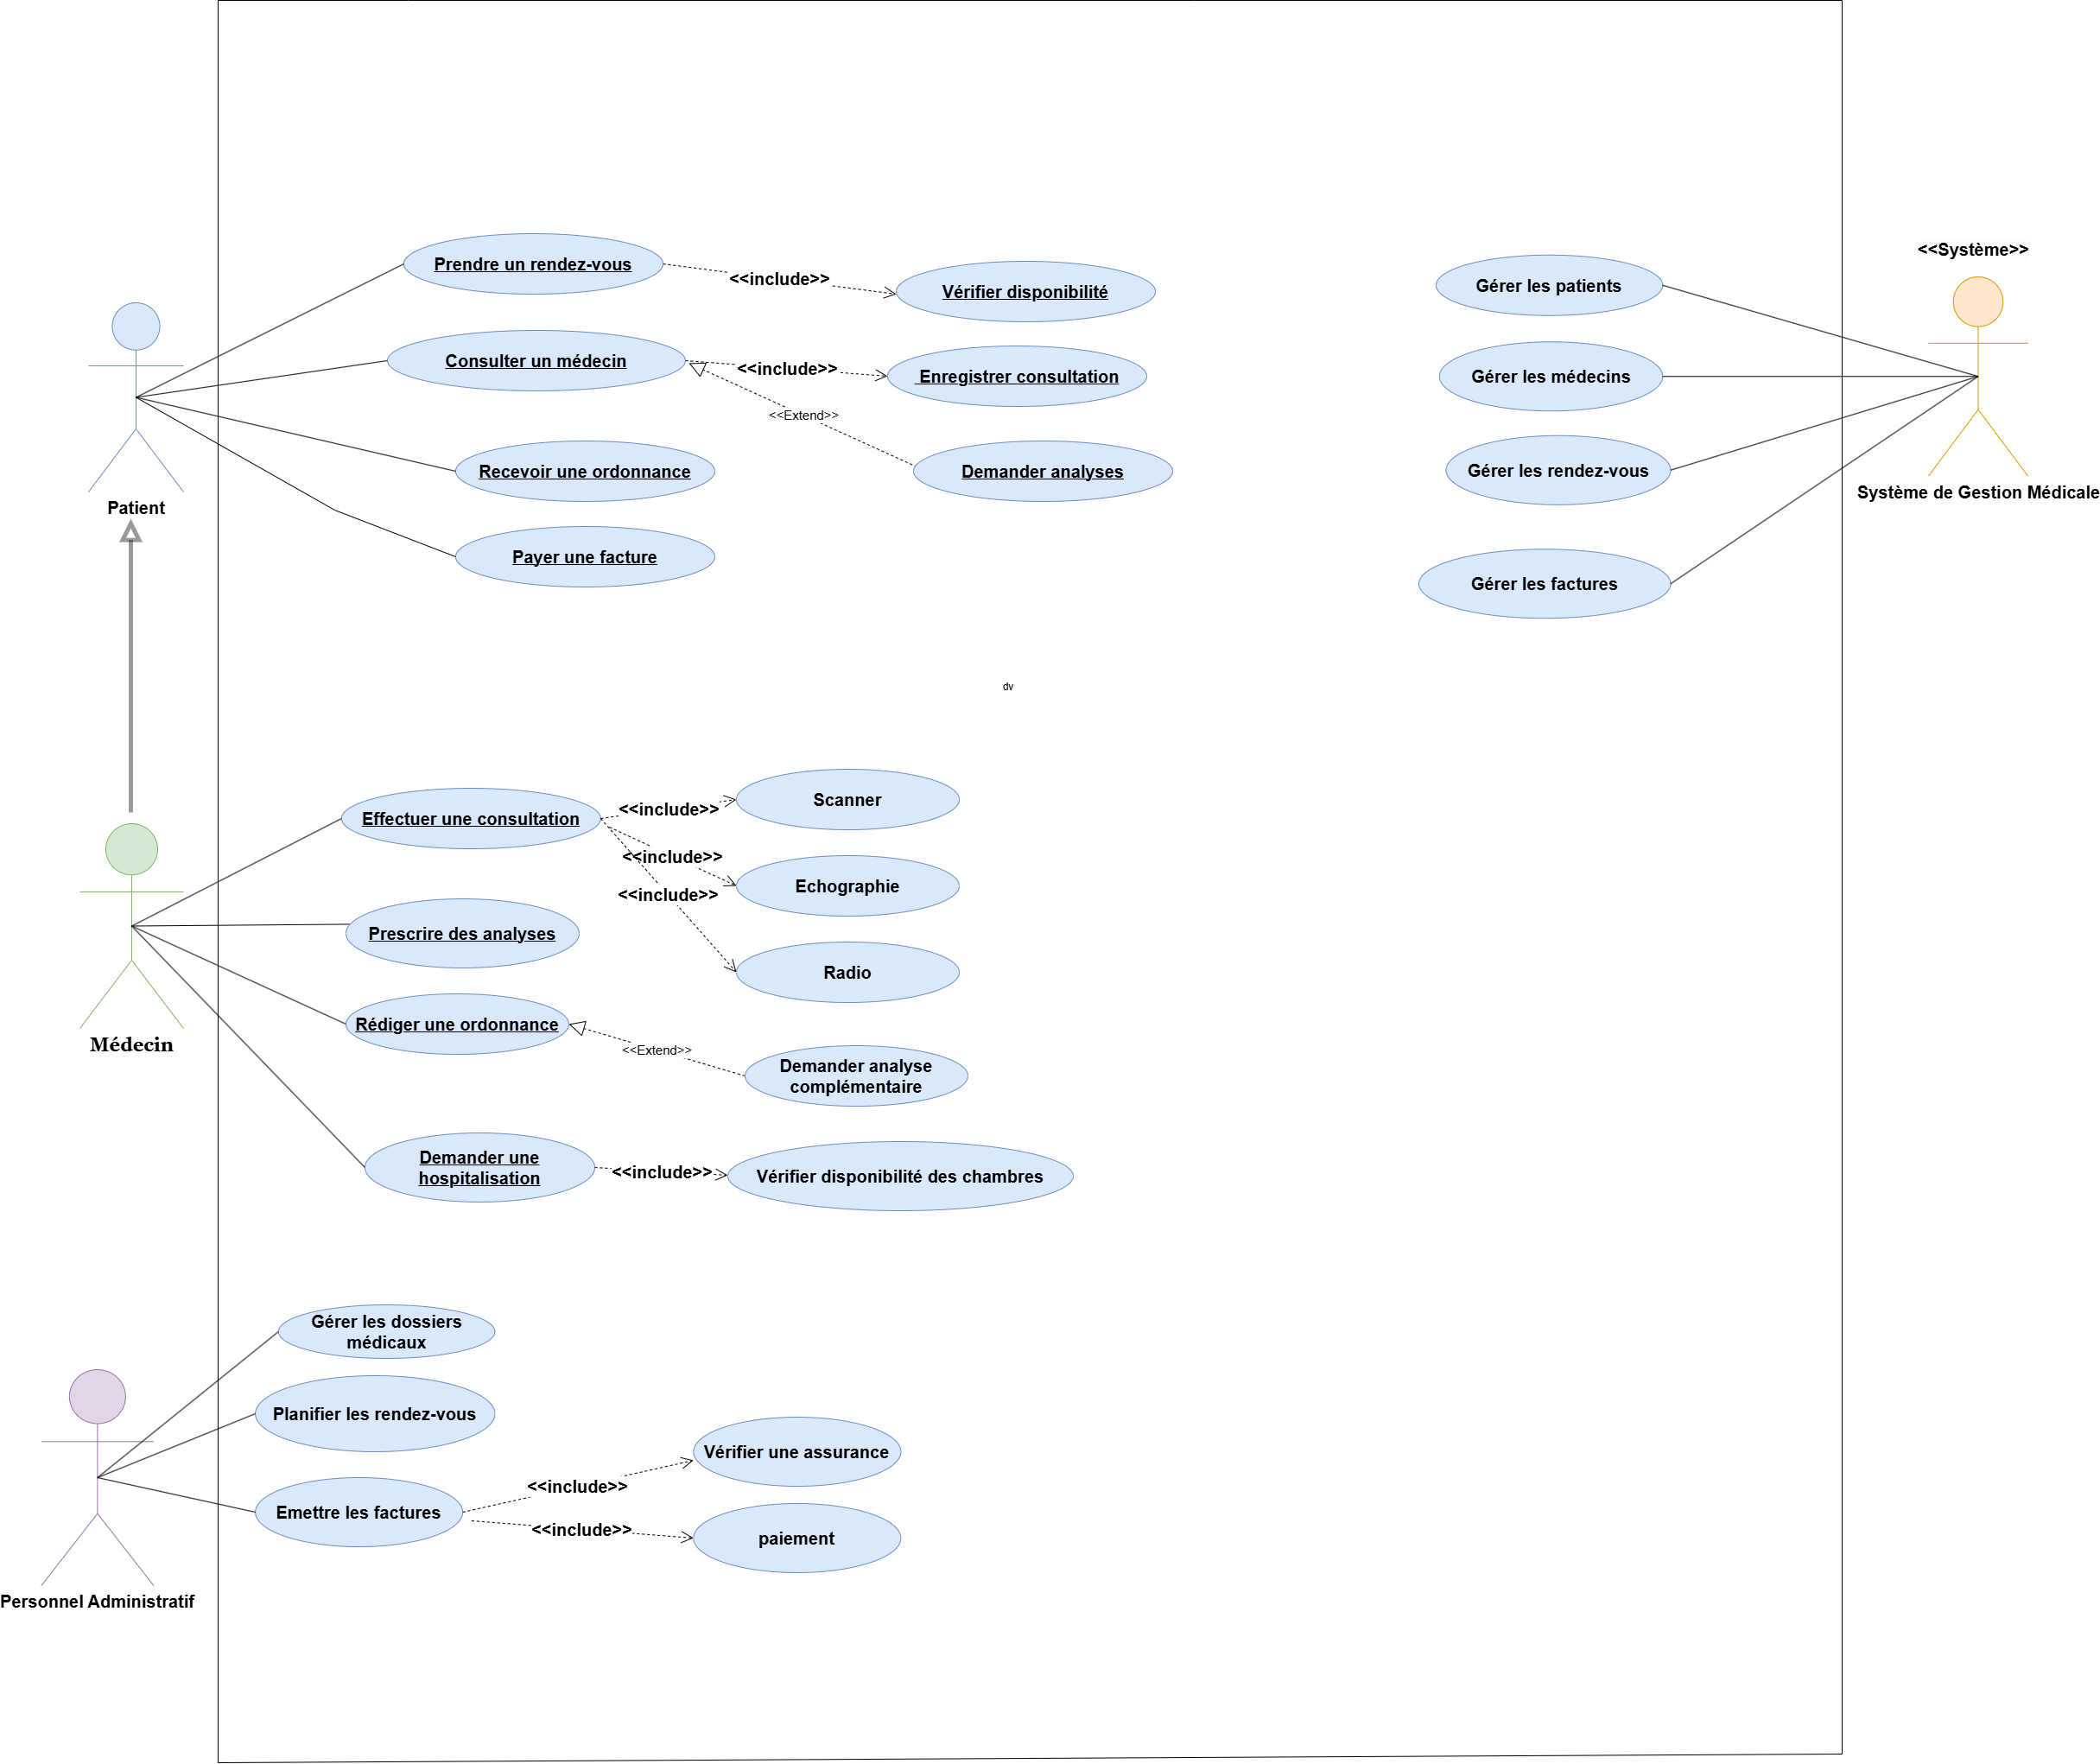 Prendre un rendez-vous
<<include>>
Vérifier disponibilité
Consulter un médecin
<<include>>
Enregistrer consultation
<<Extend>>
Recevoir une ordonnance
Demander analyses
Payer une facture
Patient
<<Système>>
Gérer les patients
Gérer les médecins
Gérer les rendez-vous
Gérer les factures
Système de Gestion Médicale
dv
Effectuer une consultation
<<include>>
Scanner
<<include>>
Echographie
<<include>>
Prescrire des analyses
Radio
Rédiger une ordonnance
<<Extend>>
Demander analyse
complémentaire
Médecin
Demander une
hospitalisation
<<include>>
Vérifier disponibilité des chambres
Gérer les dossiers
médicaux
Planifier les rendez-vous
Emettre les factures
<<include>>
Vérifier une assurance
<<include>>
paiement
Personnel Administratif